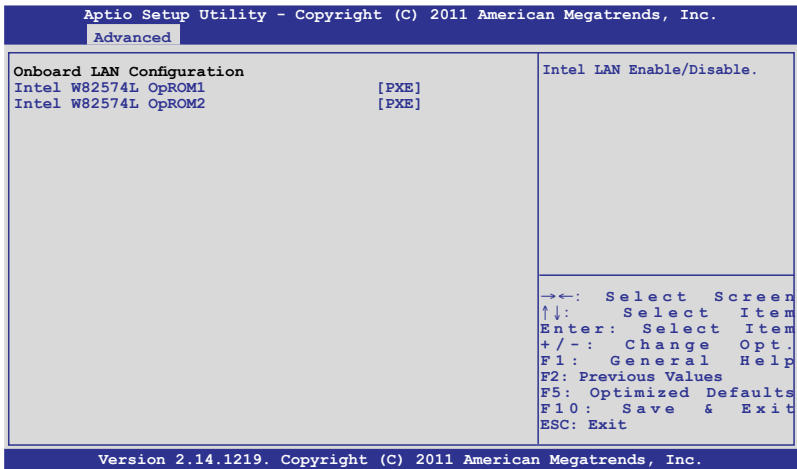 Aptio Setup Utility - Copyright (C) 2011 American Megatrends, Inc.
Advanced
Onboard LAN Configuration
Intel W82574L OpROM1 [PXE]
Intel W82574L OpROM2 [PXE]
Intel LAN Enable/Disable.
→←: Select Screen
↑↓: Select Item
Enter: Select Item
+/-: Change Opt.
F1: General Help
F2: Previous Values
F5: Optimized Defaults
F10: Save & Exit
ESC: Exit
Version 2.14.1219. Copyright (C) 2011 American Megatrends, Inc.